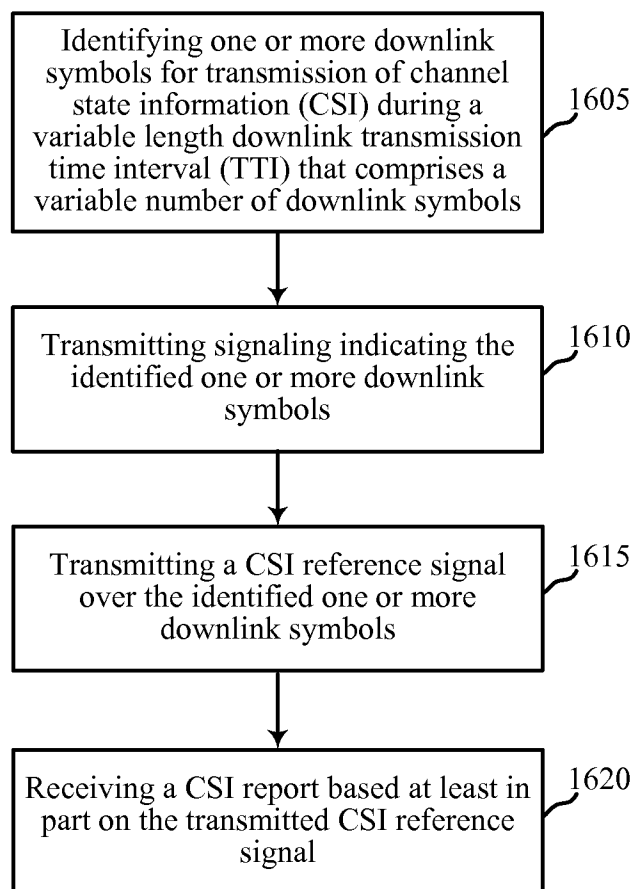 Identifying one or more downlink
symbols for transmission of channel
state information (CSI) during a
variable length downlink transmission
time interval (TTI) that comprises a
variable number of downlink symbols
1605
Transmitting signaling indicating the
identified one or more downlink
symbols
1610
Transmitting a CSI reference signal
over the identified one or more
downlink symbols
1615
Receiving a CSI report based at least in
part on the transmitted CSI reference
signal
1620